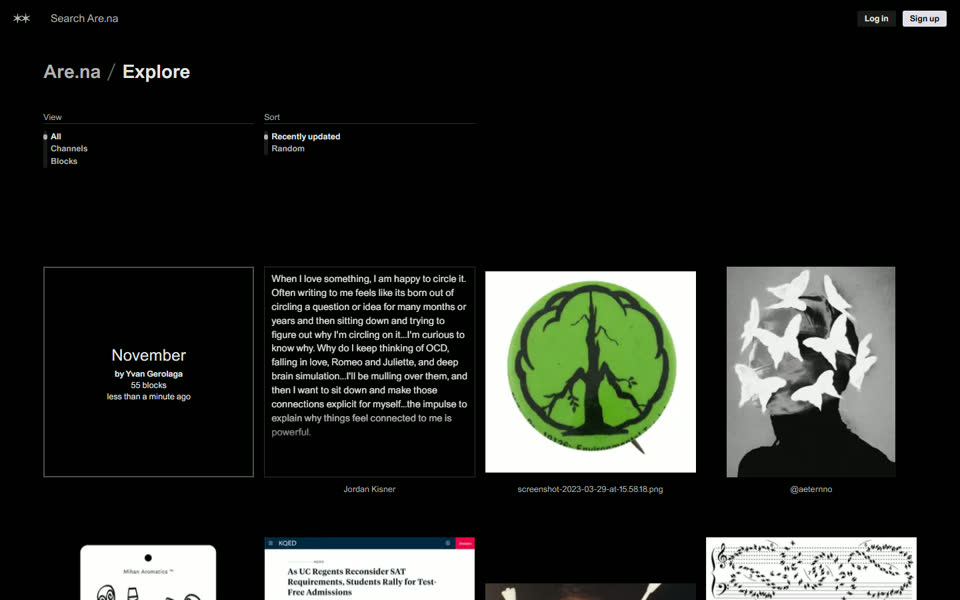 Search Are.na
Log in
Sign up
Are.na / Explore
View
All
Channels
Blocks
Sort
Recently updated
Random
November
by Yvan Gerolaga
55 blocks
less than a minute ago
When I love something, I am happy to circle it.
Often writing to me feels like its born out of
circling a question or idea for many months or
years and then sitting down and trying to
figure out why I'm circling on it...I'm curious to
know why. Why do I keep thinking of OCD,
falling in love, Romeo and Juliette, and deep
brain simulation...I'll be mulling over them, and
then I want to sit down and make those
connections explicit for myself...the impulse to
explain why things feel connected to me is
powerful.
Jordan Kisner
screenshot-2023-03-29-at-15.58.18.png
@aeternno
Mihan Aromatics ™
KQED
As UC Regents Reconsider SAT
Requirements, Students Rally for Test-
Free Admissions